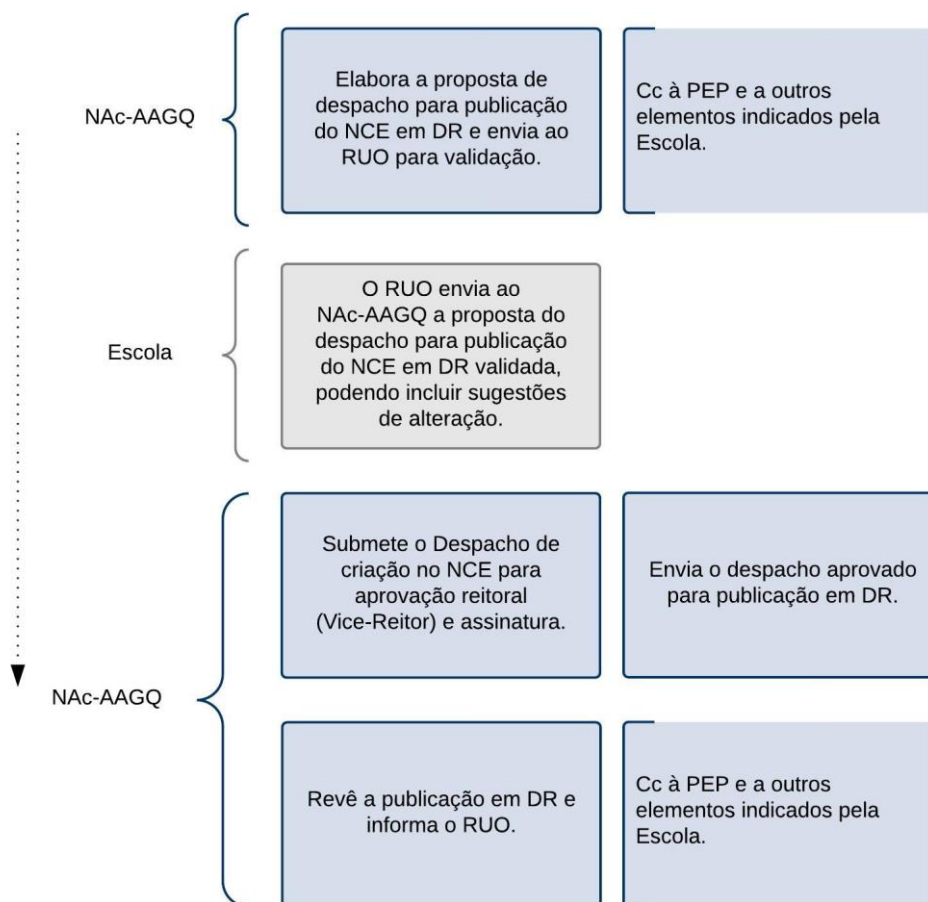 NAc-AAGQ
Elabora a proposta de
despacho para publicação
do NCE em DR e envia ao
RUO para validação.
Cc à PEP e a outros
elementos indicados pela
Escola.
Escola
O RUO envia ao
NAc-AAGQ a proposta do
despacho para publicação
do NCE em DR validada,
podendo incluir sugestões
de alteração.
NAc-AAGQ
Submete o Despacho de
criação no NCE para
aprovação reitoral
(Vice-Reitor) e assinatura.
Envia o despacho aprovado
para publicação em DR.
Revê a publicação em DR e
informa o RUO.
Cc à PEP e a outros
elementos indicados pela
Escola.